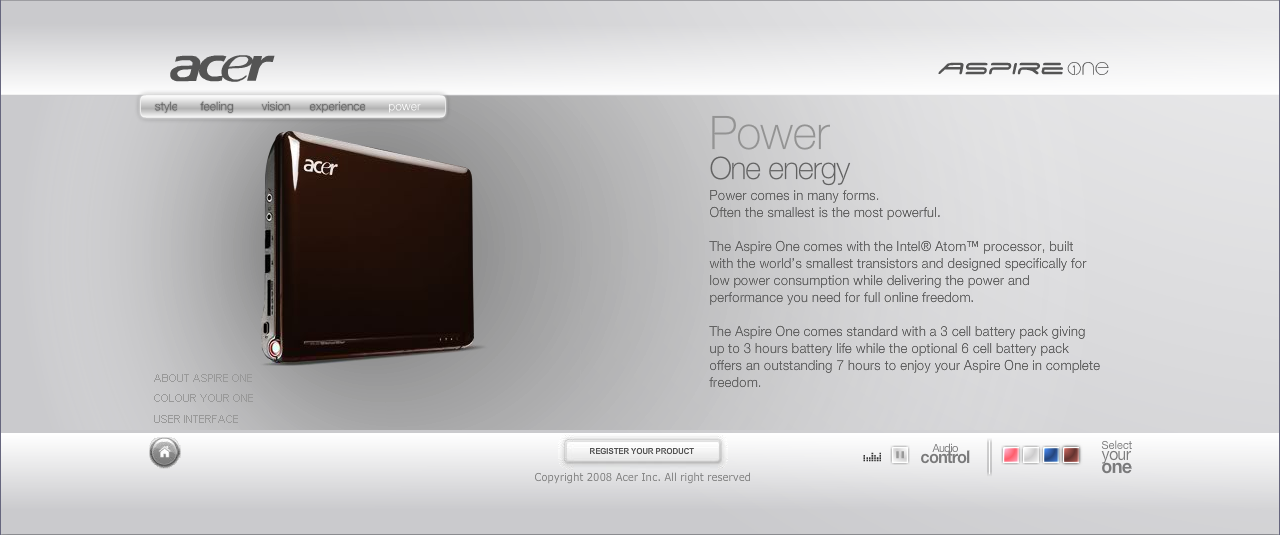 acer
ASPIRE one
style feeling vision experience power
acer
Power
One energy
Power comes in many forms.
Often the smallest is the most powerful.
The Aspire One comes with the Intel® Atom™ processor, built
with the world's smallest transistors and designed specifically for
low power consumption while delivering the power and
performance you need for full online freedom.
The Aspire One comes standard with a 3 cell battery pack giving
up to 3 hours battery life while the optional 6 cell battery pack
offers an outstanding 7 hours to enjoy your Aspire One in complete
freedom.
ABOUT ASPIRE ONE
COLOUR YOUR ONE
USER INTERFACE
REGISTER YOUR PRODUCT
Copyright 2008 Acer Inc. All right reserved
Audio
control
Select
your
one